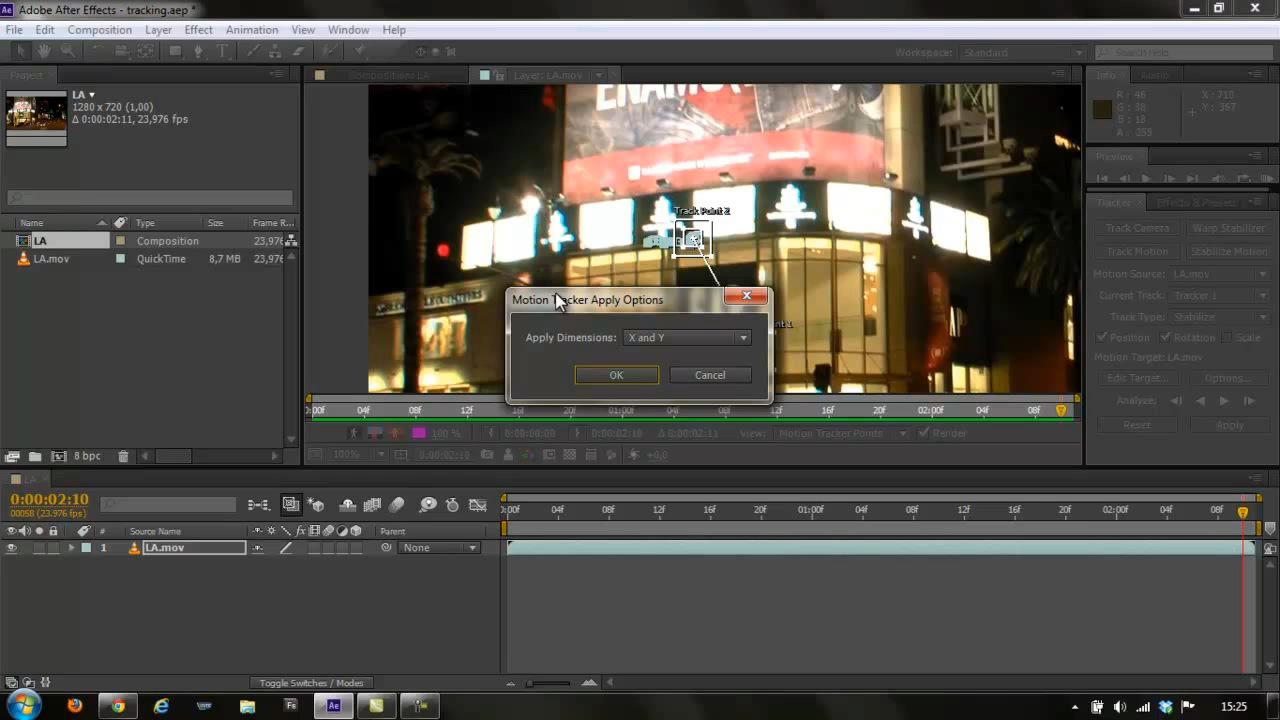 Adobe After Effects - tracking.aep *
File Edit Composition Layer Effect Animation View Window Help
Workspace: Standard Search Help
Project Composition: LA Layer: LA.mov Info Audio
LA
1280 x 720 (1,00)
Δ 0:00:02:11, 23,976 fps
R : 46
G : 38
B : 18
A : 255
X : 710
Y : 357
Preview
Tracker Effects & Presets
Track Camera Warp Stabilizer
Track Motion Stabilize Motion
Motion Source: LA.mov
Current Track: Tracker 1
Track Type: Stabilize
Position Rotation Scale
Motion Target: LA.mov
Edit Target... Options...
Analyze:
Reset Apply
Name Type Size Frame R...
LA Composition 23,976
LA.mov QuickTime 8,7 MB 23,976
8 bpc
ENAMO
Track Point 2
Motion Tracker Apply Options
Apply Dimensions: X and Y
OK Cancel
:00f 04f 08f 12f 16f 20f 01:00f 04f 08f 12f 16f 20f 02:00f 04f 08f
100 % 0:00:00:00 0:00:02:10 Δ 0:00:02:11 View: Motion Tracker Points Render
100% 0:00:02:10 +0,0
LA
0:00:02:10
00058 (23.976 fps)
:00f 04f 08f 12f 16f 20f 01:00f 04f 08f 12f 16f 20f 02:00f 04f 08f
# Source Name Parent
1 LA.mov None
Toggle Switches / Modes
15:25